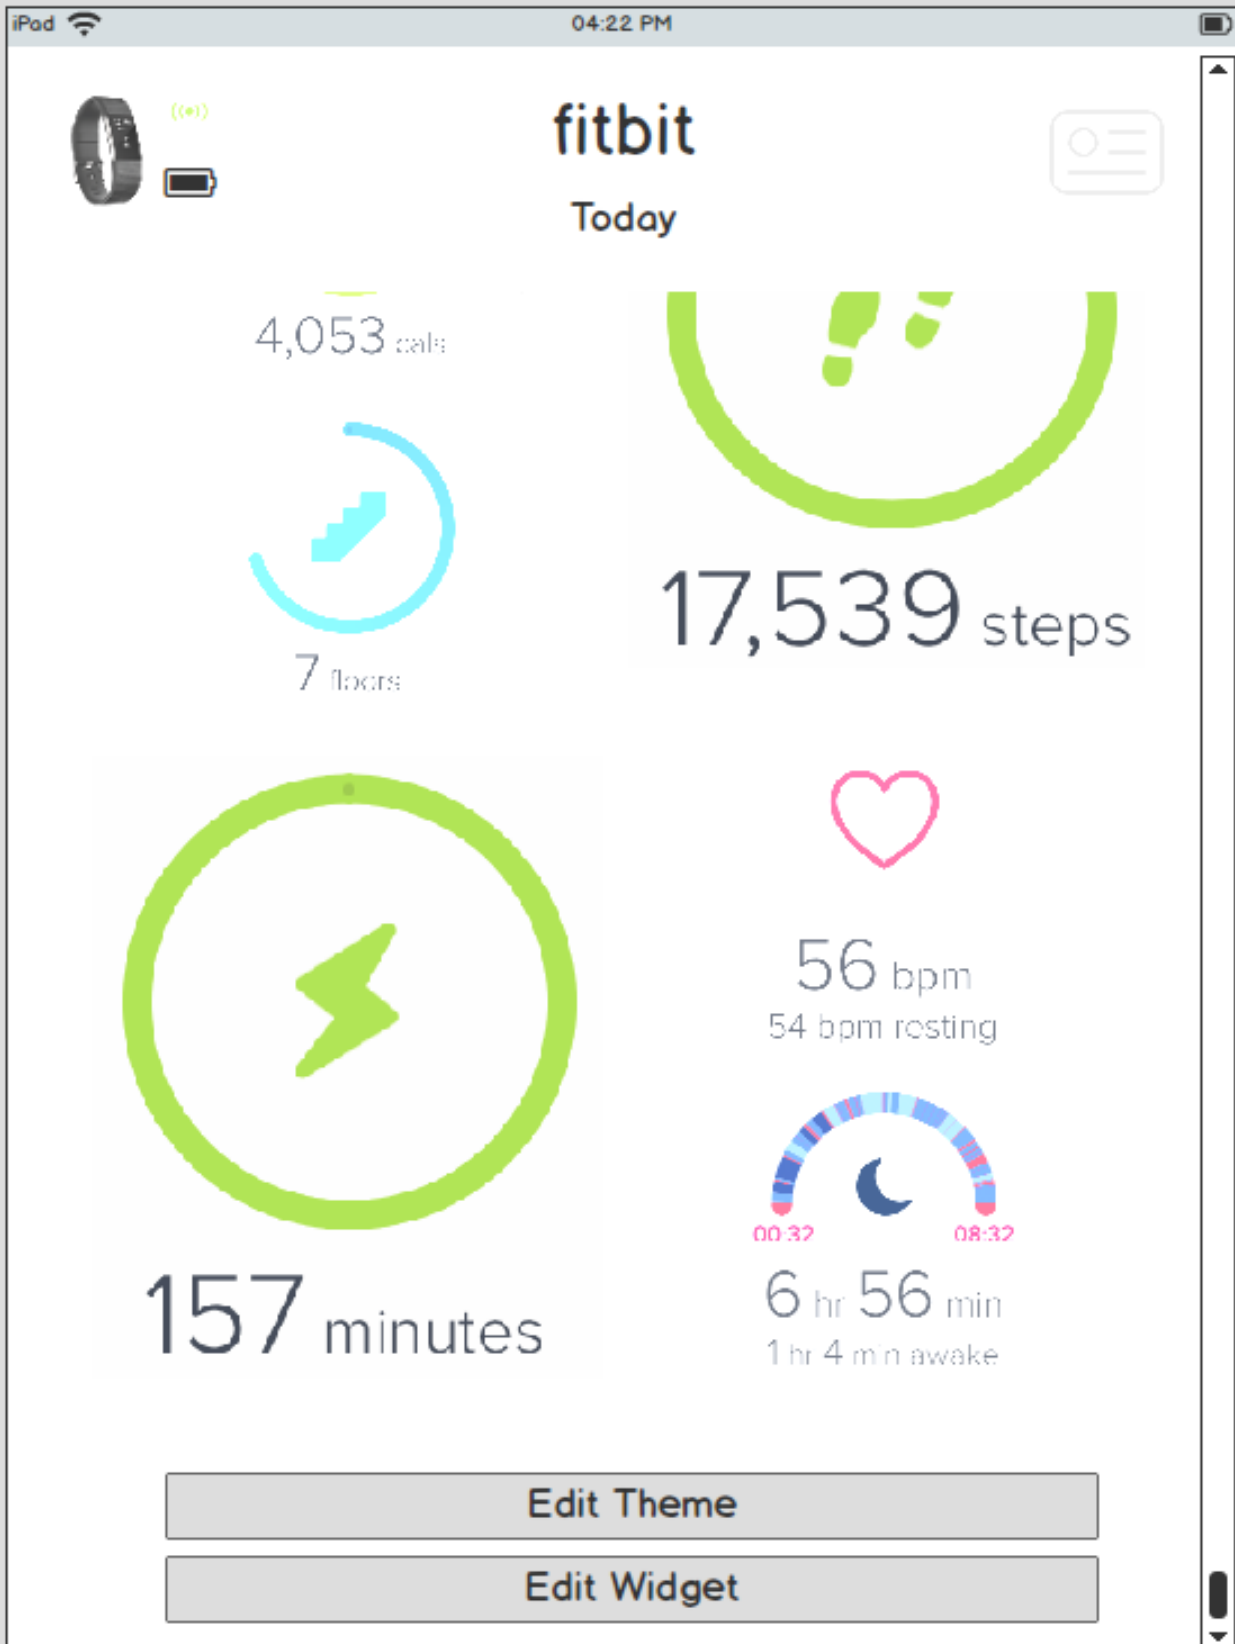 iPad 04:22 PM
fitbit
Today
4,053 cals
17,539 steps
7 floors
157 minutes
56 bpm
54 bpm resting
00:32 08:32
6 hr 56 min
1 hr 4 min awake
Edit Theme
Edit Widget